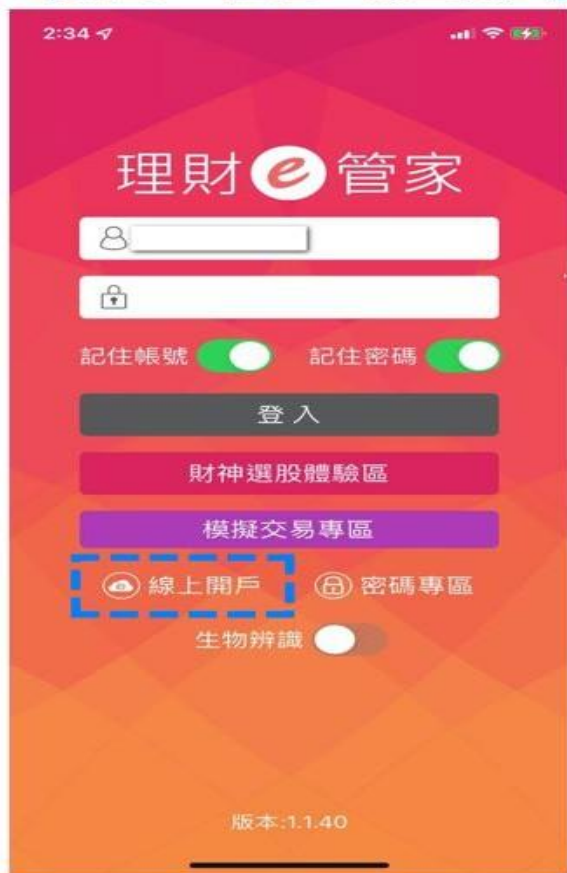 2:34
理財e管家
記住帳號 記住密碼
登入
財神選股體驗區
模擬交易專區
線上開戶 密碼專區
生物辨識
版本:1.1.40